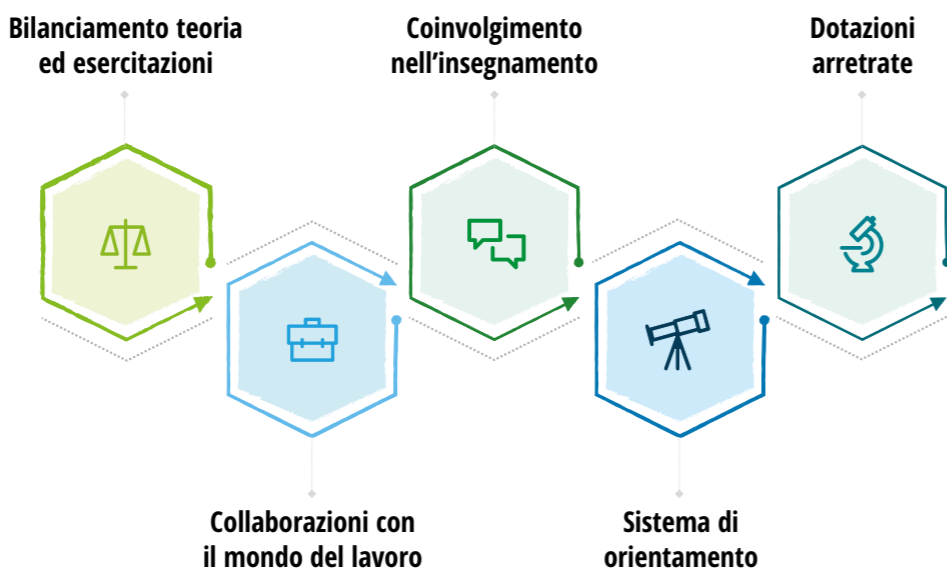 Bilanciamento teoria
ed esercitazioni
Coinvolgimento
nell’insegnamento
Dotazioni
arretrate
Collaborazioni con
il mondo del lavoro
Sistema di
orientamento